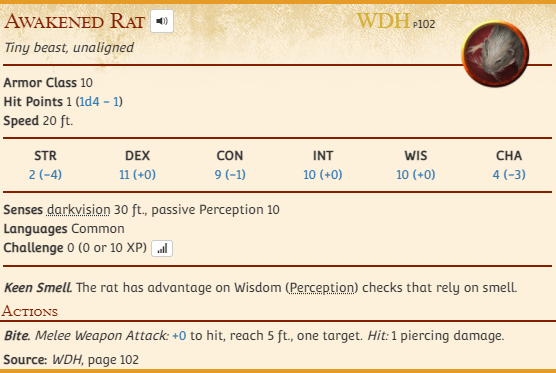 Awakened Rat WDH P102
Tiny beast, unaligned
Armor Class 10
Hit Points 1 (1d4 − 1)
Speed 20 ft.
STR DEX CON INT WIS CHA
2 (−4) 11 (+0) 9 (−1) 10 (+0) 10 (+0) 4 (−3)
Senses darkvision 30 ft., passive Perception 10
Languages Common
Challenge 0 (0 or 10 XP)
Keen Smell. The rat has advantage on Wisdom (Perception) checks that rely on smell.
Actions
Bite. Melee Weapon Attack: +0 to hit, reach 5 ft., one target. Hit: 1 piercing damage.
Source: WDH, page 102